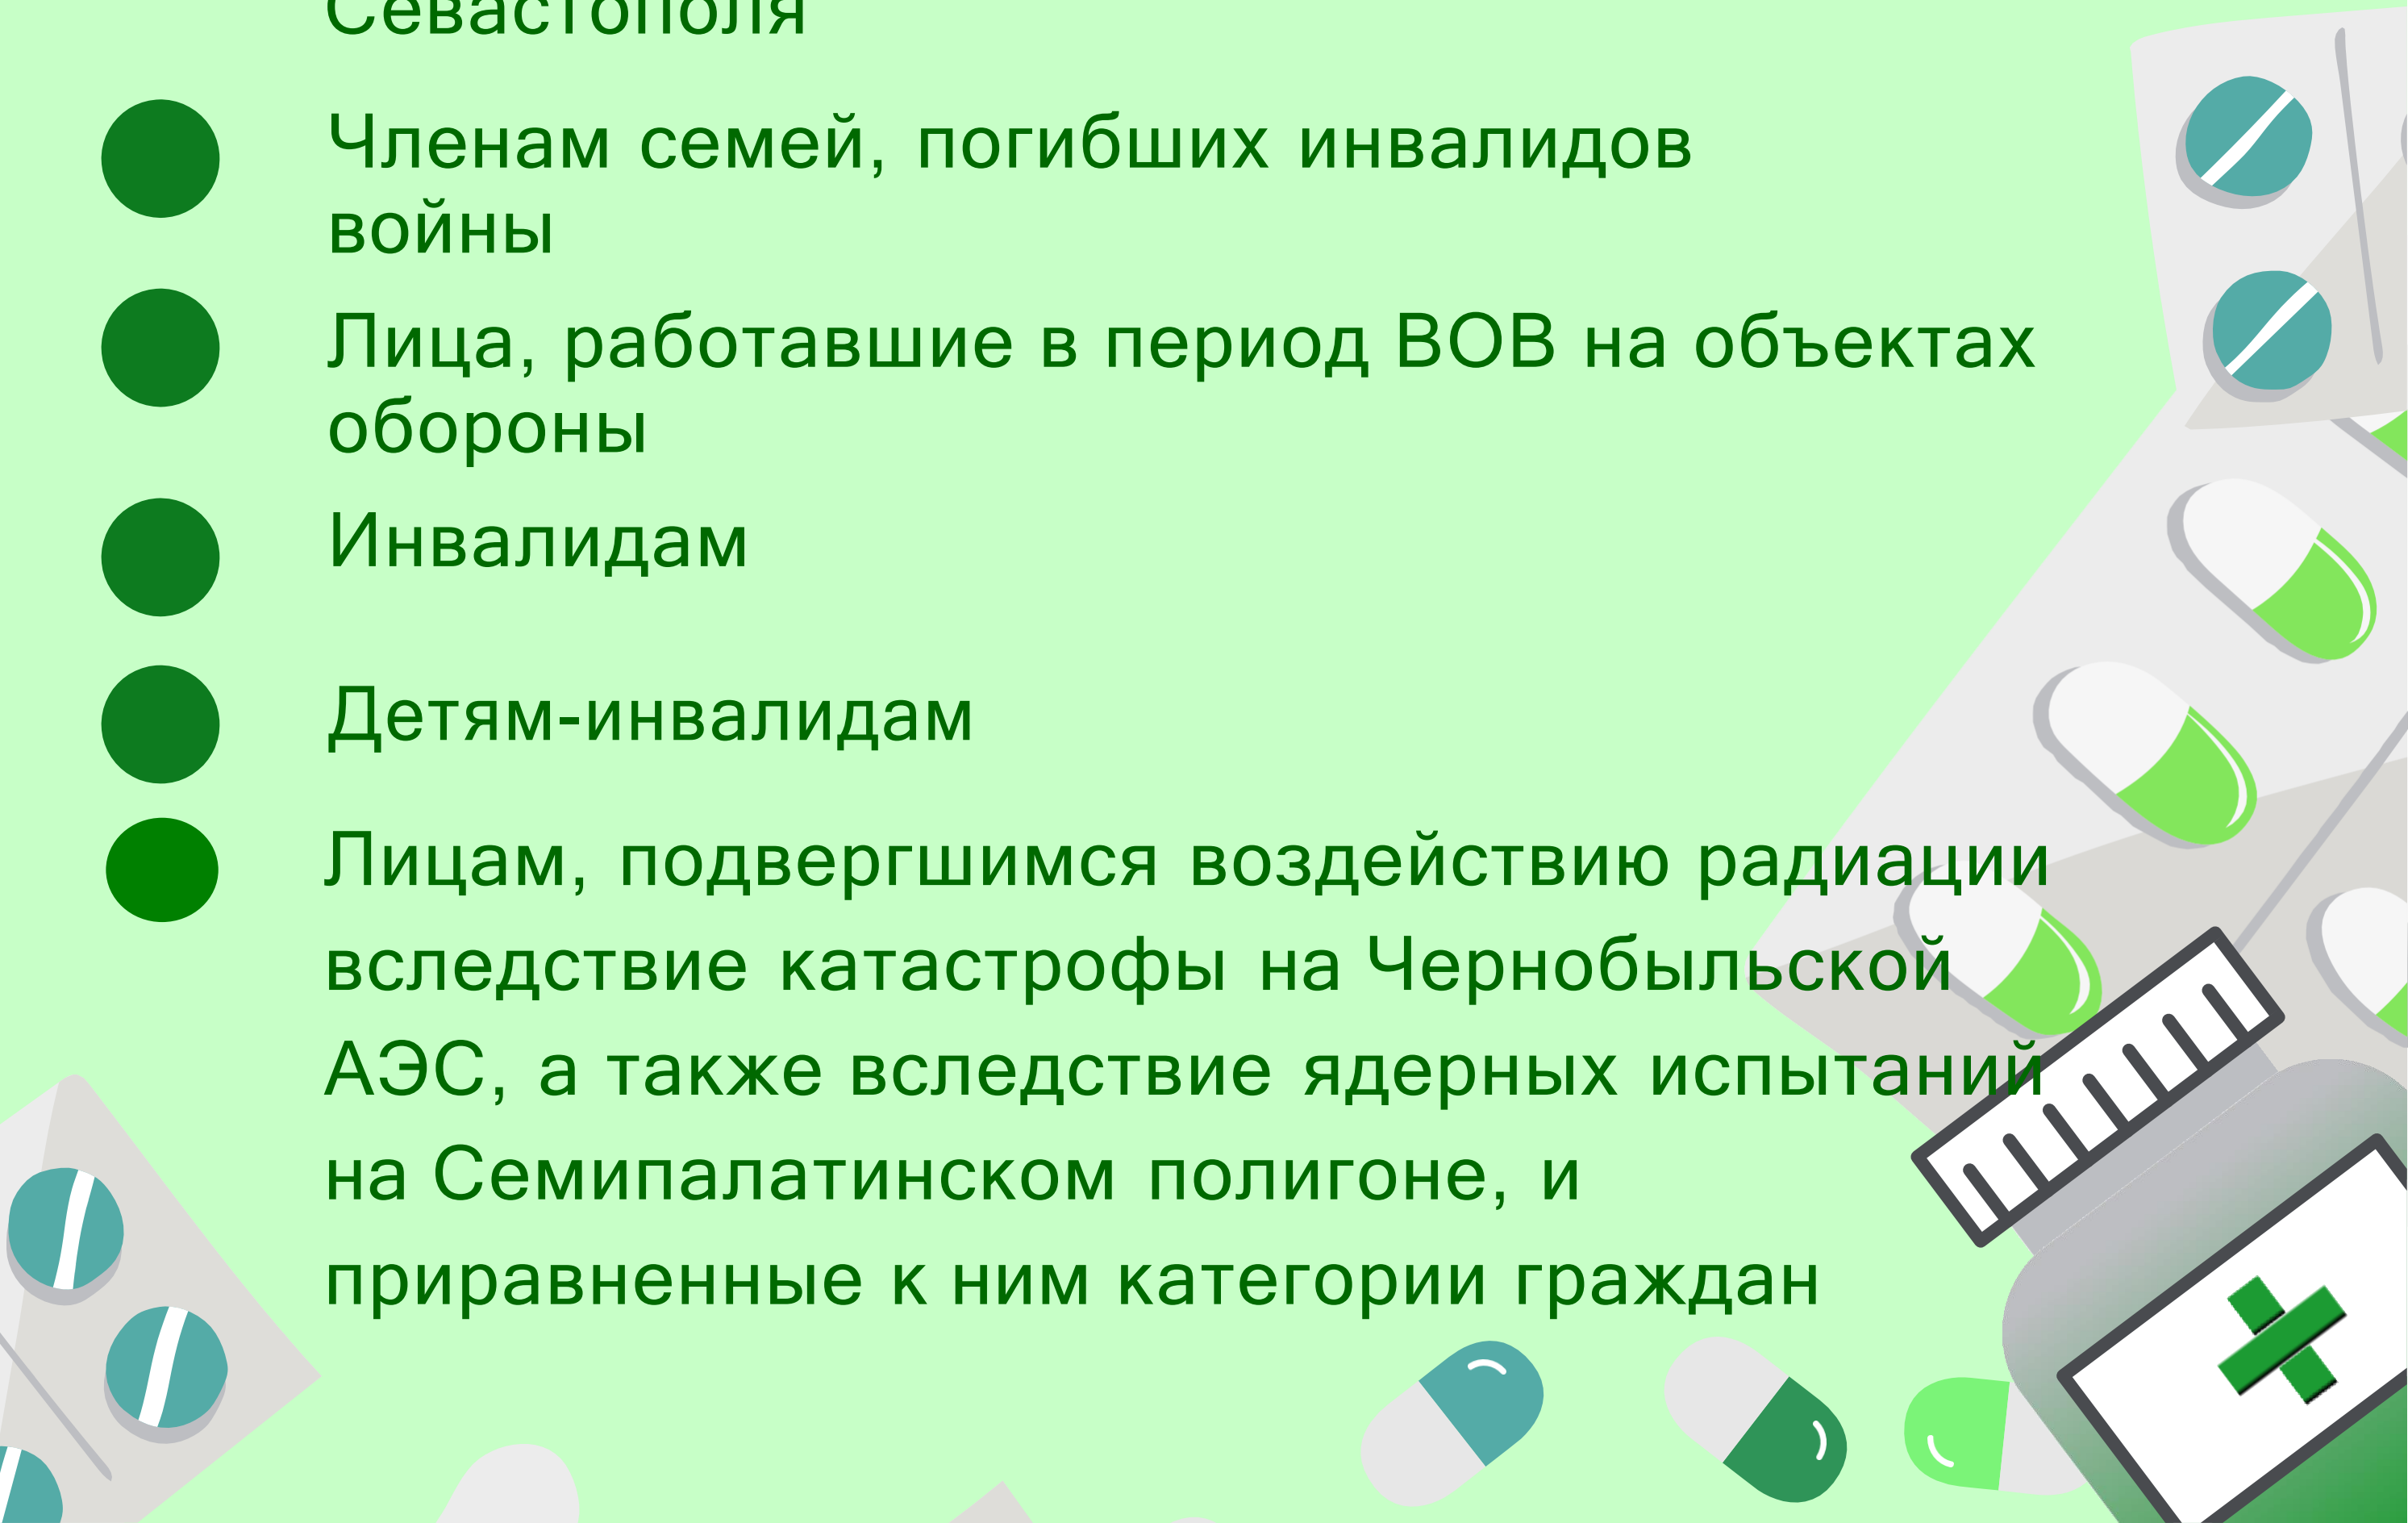 Севастополя
Членам семей, погибших инвалидов
войны
Лица, работавшие в период ВОВ на объектах
обороны
Инвалидам
Детям-инвалидам
Лицам, подвергшимся воздействию радиации
вследствие катастрофы на Чернобыльской
АЭС, а также вследствие ядерных испытаний
на Семипалатинском полигоне, и
приравненные к ним категории граждан